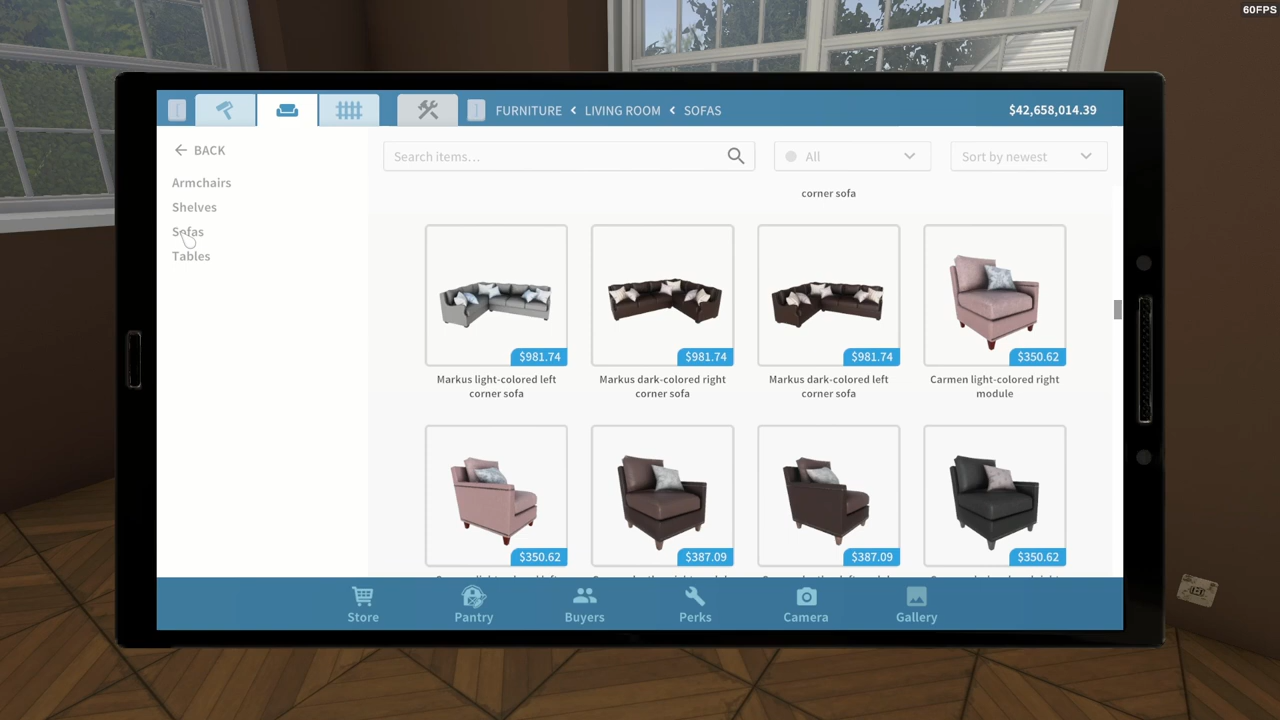 60FPS
FURNITURE < LIVING ROOM < SOFAS
$42,658,014.39
BACK
Search items...
All
Sort by newest
Armchairs
Shelves
Sofas
Tables
corner sofa
$981.74
$981.74
$981.74
$350.62
Markus light-colored left
corner sofa
Markus dark-colored right
corner sofa
Markus dark-colored left
corner sofa
Carmen light-colored right
module
$350.62
$387.09
$387.09
$350.62
Store
Pantry
Buyers
Perks
Camera
Gallery